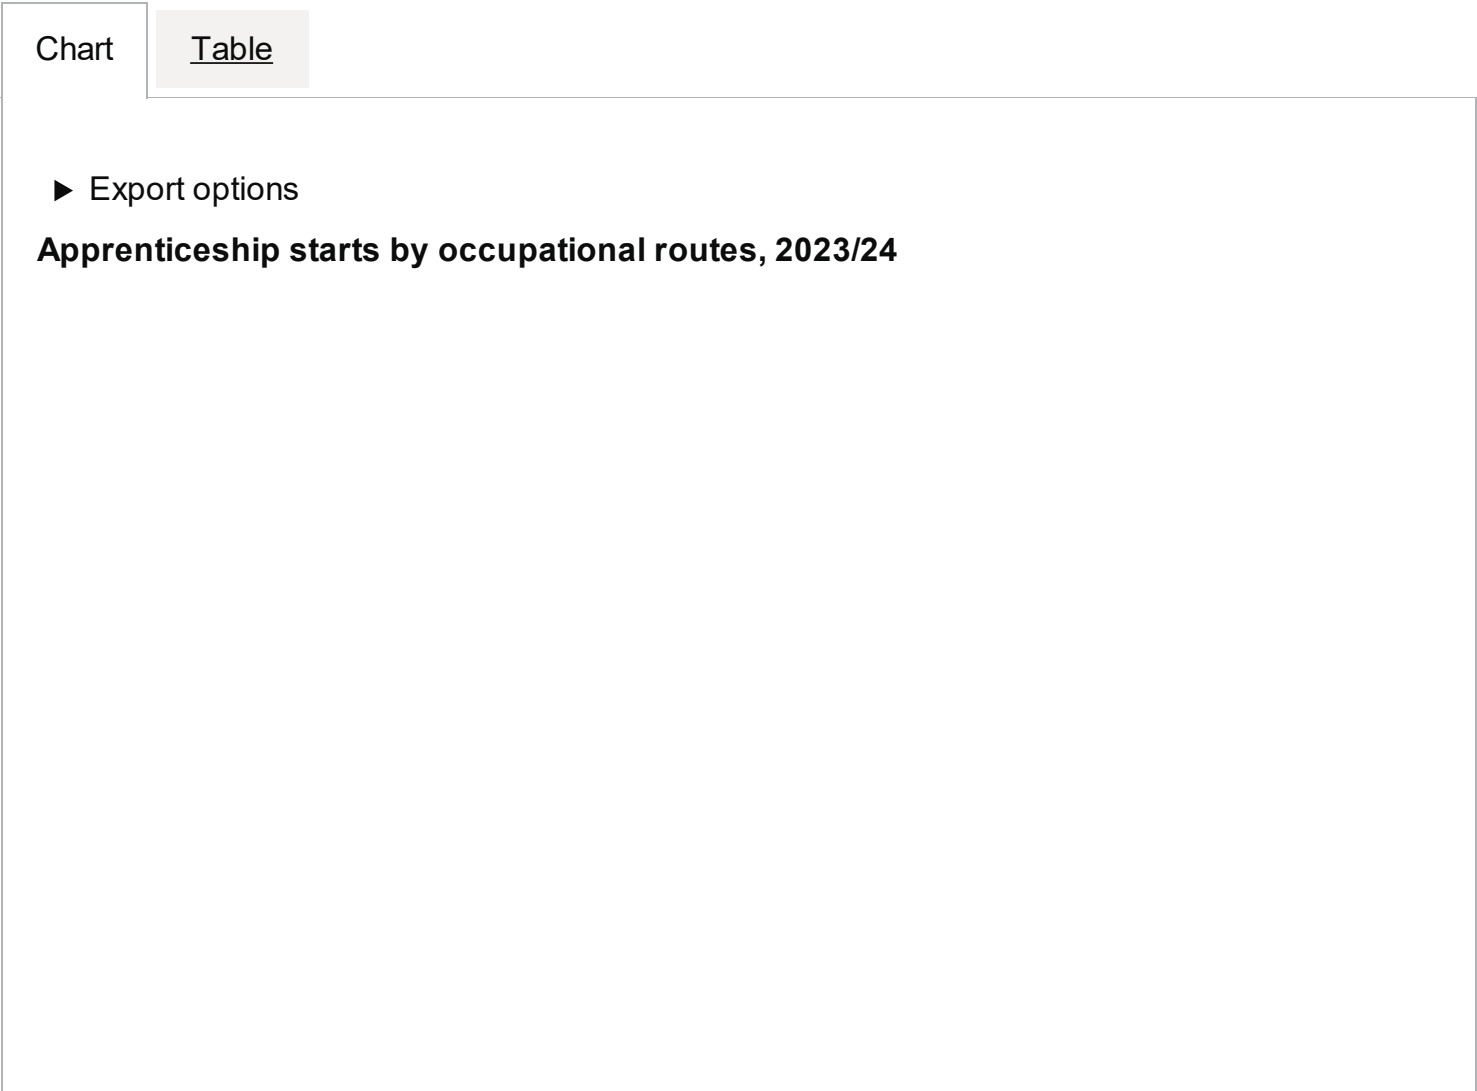 Chart Table
Export options
Apprenticeship starts by occupational routes, 2023/24